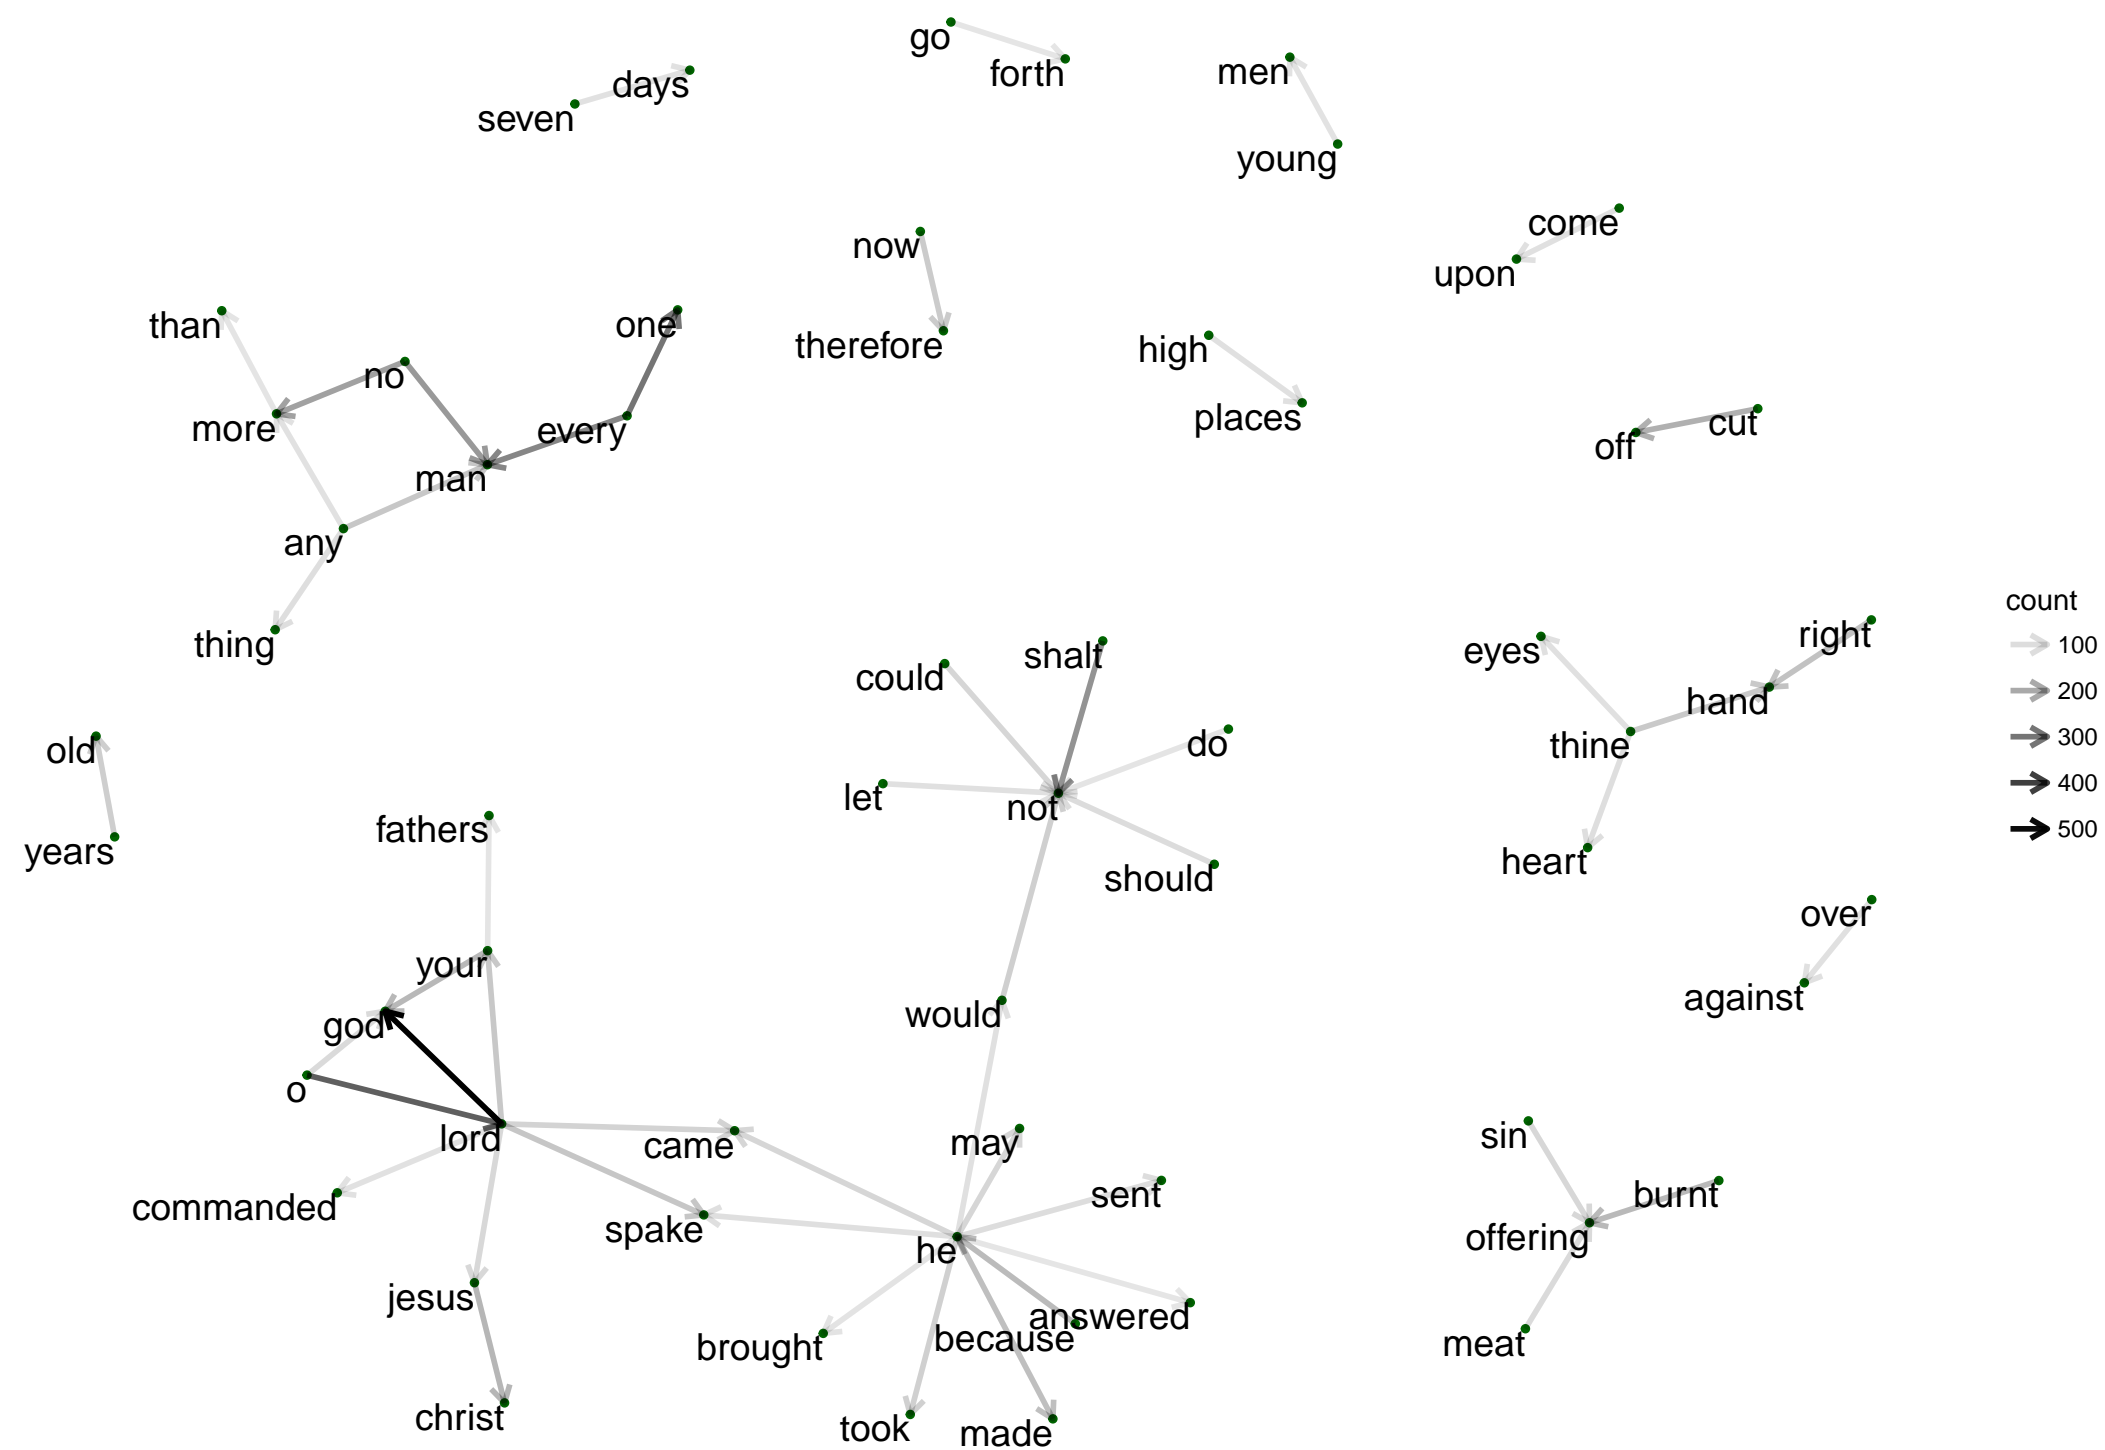 go
forth
men
days
seven
young
come
now
upon
than
one
therefore
high
no
places
more
every
cut
off
man
any
count
thing
right
100
shalt
eyes
could
hand
200
do
thine
300
old
let
not
400
fathers
500
years
heart
should
over
your
against
would
god
o
lord
came
may
sin
sent
burnt
commanded
spake
he
offering
jesus
answered
because
brought
meat
christ
took
made